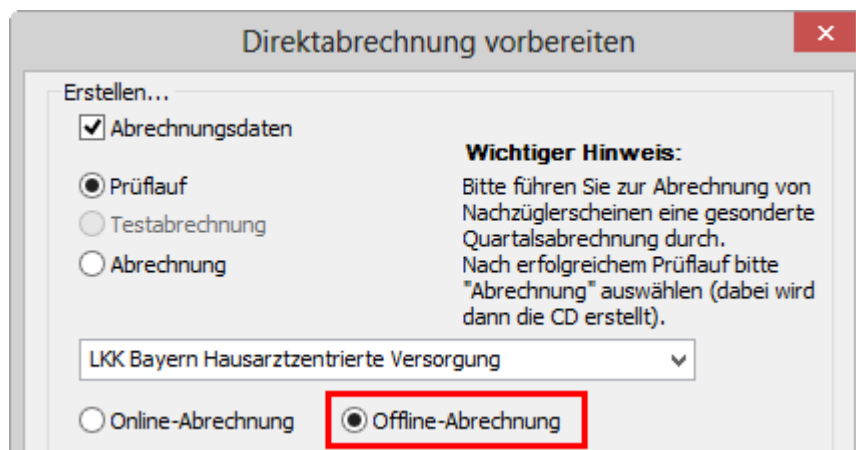 Direktabrechnung vorbereiten
Erstellen...
Abrechnungsdaten
Wichtiger Hinweis:
Prüflauf
Testabrechnung
Abrechnung
Bitte führen Sie zur Abrechnung von
Nachzüglerscheinen eine gesonderte
Quartalsabrechnung durch.
Nach erfolgreichem Prüflauf bitte
"Abrechnung" auswählen (dabei wird
dann die CD erstellt).
LKK Bayern Hausarztzentrierte Versorgung
Online-Abrechnung
Offline-Abrechnung